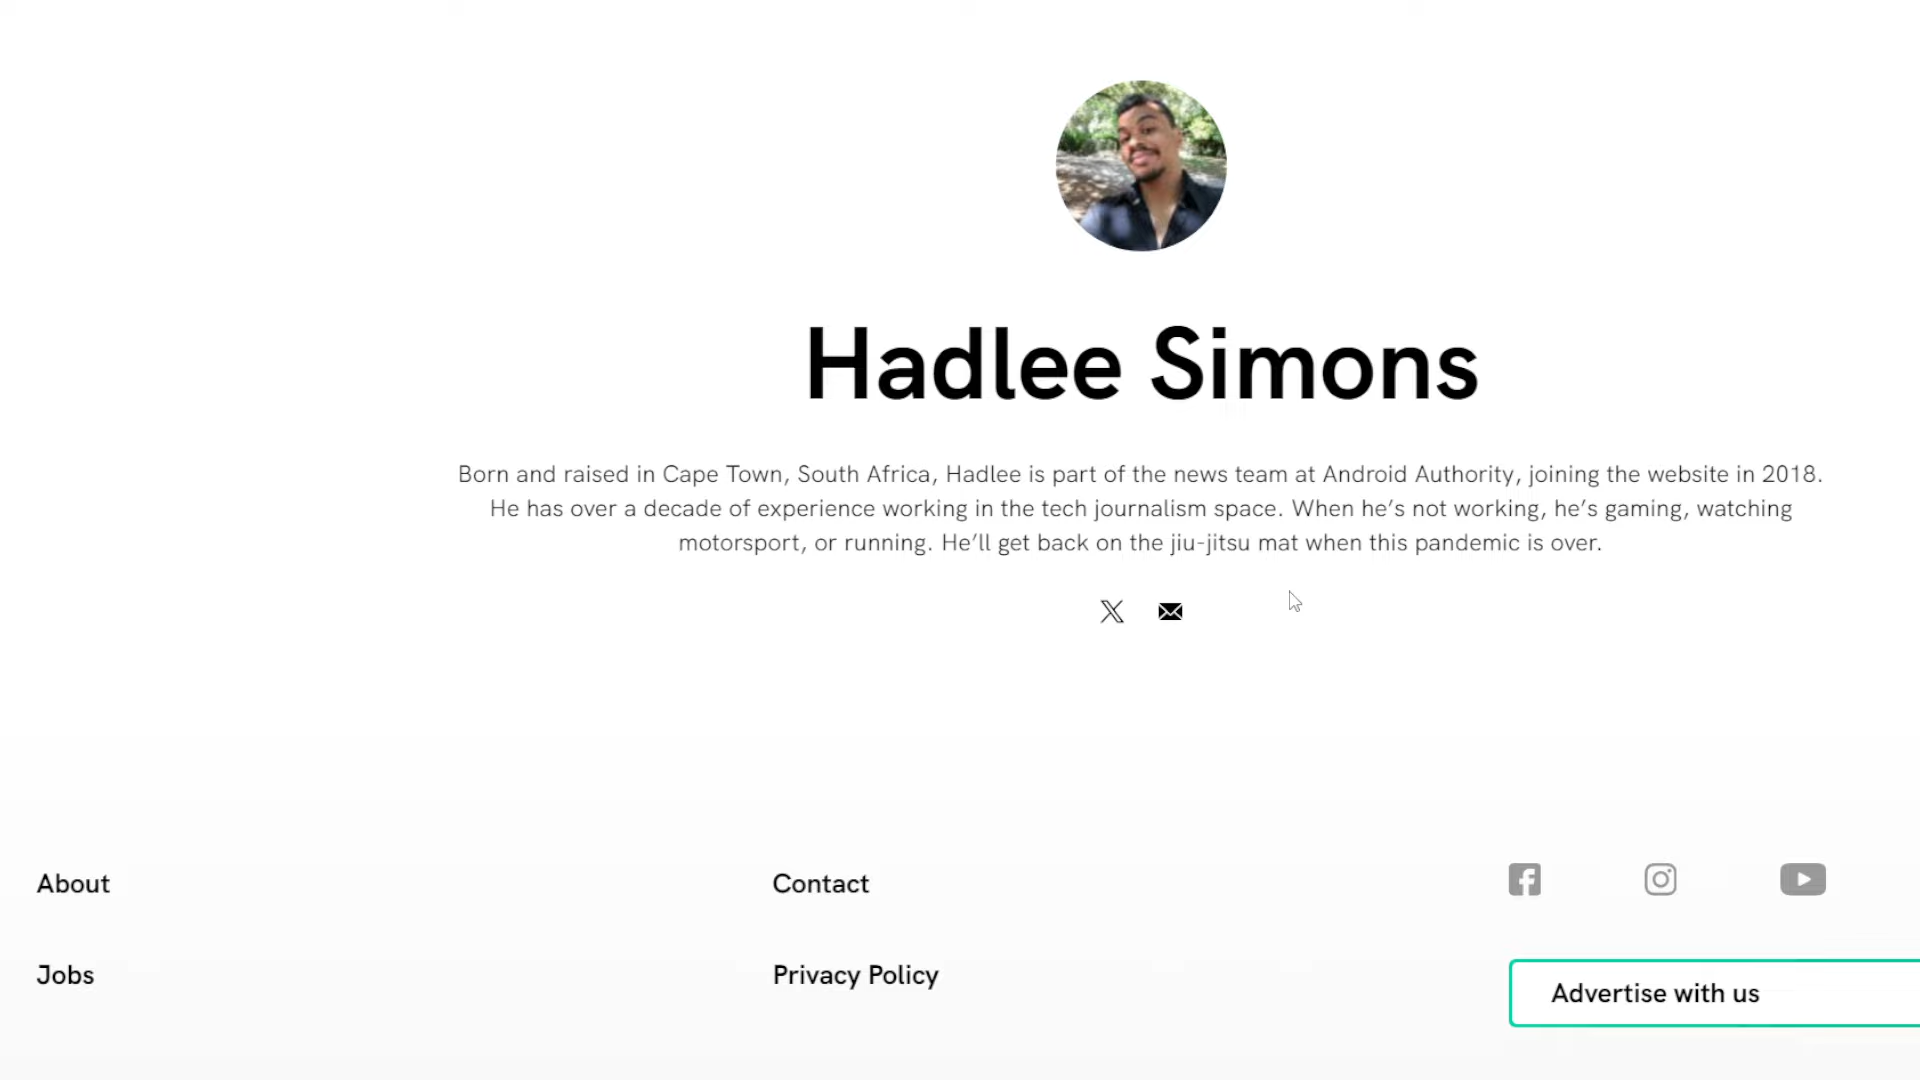 Hadlee Simons
Born and raised in Cape Town, South Africa, Hadlee is part of the news team at Android Authority, joining the website in 2018.
He has over a decade of experience working in the tech journalism space. When he’s not working, he’s gaming, watching
motorsport, or running. He’ll get back on the jiu-jitsu mat when this pandemic is over.
About
Contact
Jobs
Privacy Policy
Advertise with us